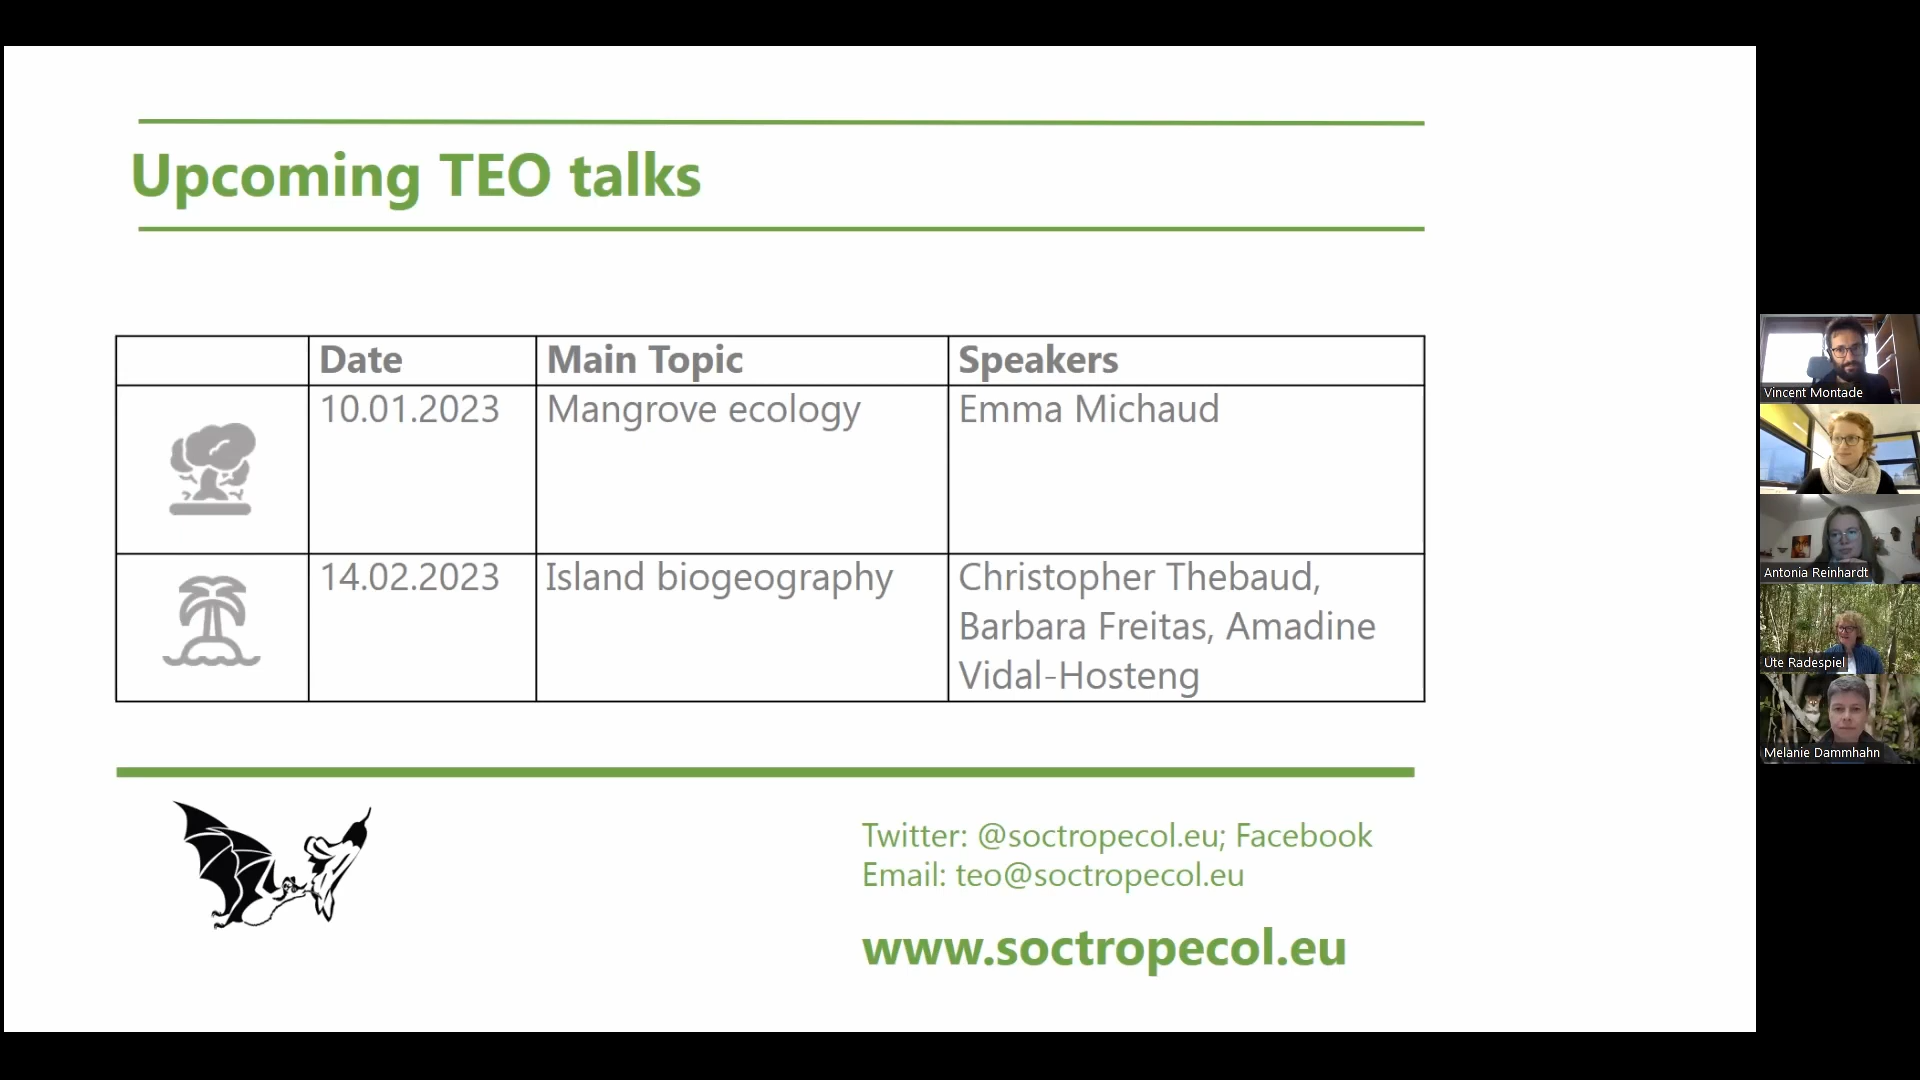 Upcoming TEO talks
Date Main Topic Speakers
10.01.2023 Mangrove ecology Emma Michaud
14.02.2023 Island biogeography Christopher Thebaud,
Barbara Freitas, Amadine
Vidal-Hosteng
Twitter: @soctropecol.eu; Facebook
Email: teo@soctropecol.eu
www.soctropecol.eu
Vincent Montade
Antonia Reinhardt
Ute Radespiel
Melanie Dammhahn